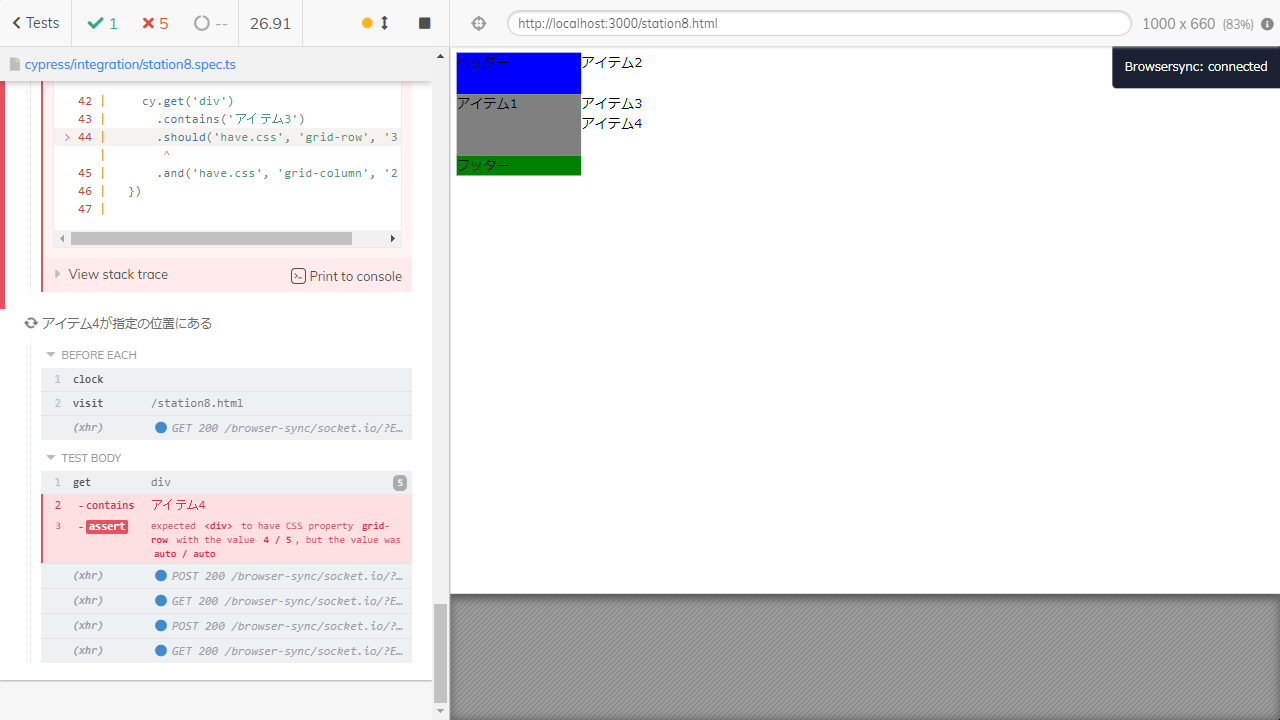 Tests 1 5 -- 26.91
http://localhost:3000/station8.html 1000 x 660 (83%)
cypress/integration/station8.spec.ts
42 | cy.get('div')
43 | .contains('アイテム3')
> 44 | .should('have.css', 'grid-row', '3
| ^
45 | .and('have.css', 'grid-column', '2
46 | })
47 |
View stack trace
Print to console
アイテム4が指定の位置にある
BEFORE EACH
1 clock
2 visit /station8.html
(xhr) GET 200 /browser-sync/socket.io/?E…
TEST BODY
1 get div 5
2 -contains アイテム4
3 -assert expected <div> to have CSS property grid-
row with the value 4 / 5, but the value was
auto / auto
(xhr) POST 200 /browser-sync/socket.io/?…
(xhr) GET 200 /browser-sync/socket.io/?E…
(xhr) POST 200 /browser-sync/socket.io/?…
(xhr) GET 200 /browser-sync/socket.io/?E…
ヘッダー アイテム2
アイテム1 アイテム3
アイテム4
フッター
Browsersync: connected